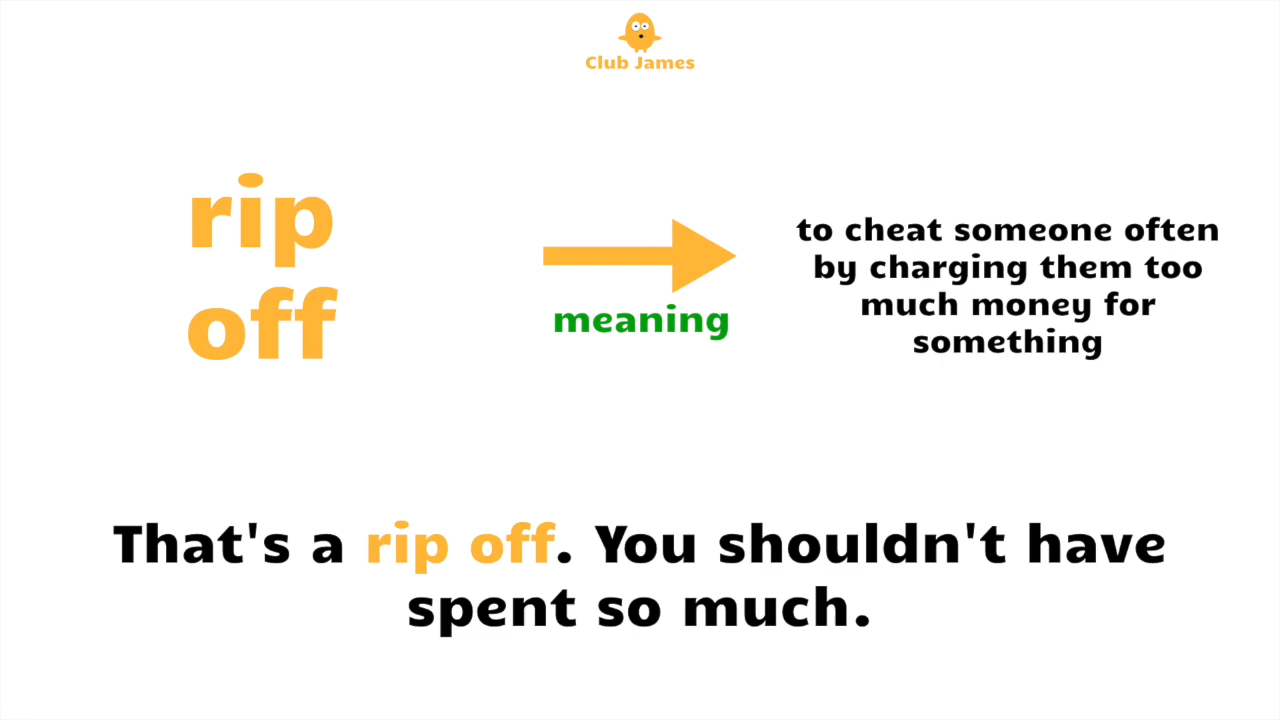 Club James
rip
off
meaning
to cheat someone often
by charging them too
much money for
something
That's a rip off. You shouldn't have
spent so much.